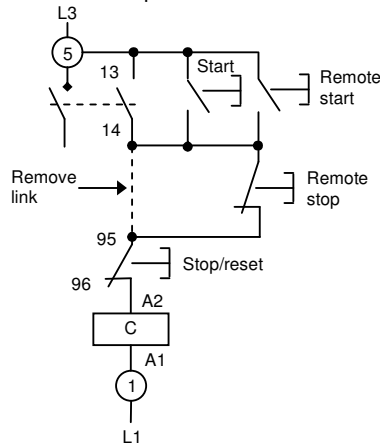 L3
5
13
Start
Remote
start
14
Remove
link
Remote
stop
95
Stop/reset
96
A2
C
A1
1
L1